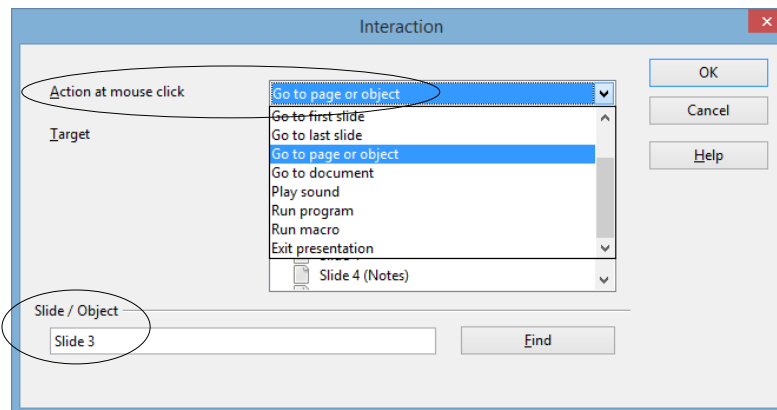 Interaction
OK
Action at mouse click
Go to page or object
Cancel
Go to first slide
Target
Go to last slide
Go to page or object
Help
Go to document
Play sound
Run program
Run macro
Exit presentation
Slide 4 (Notes)
Slide / Object
Slide 3
Find